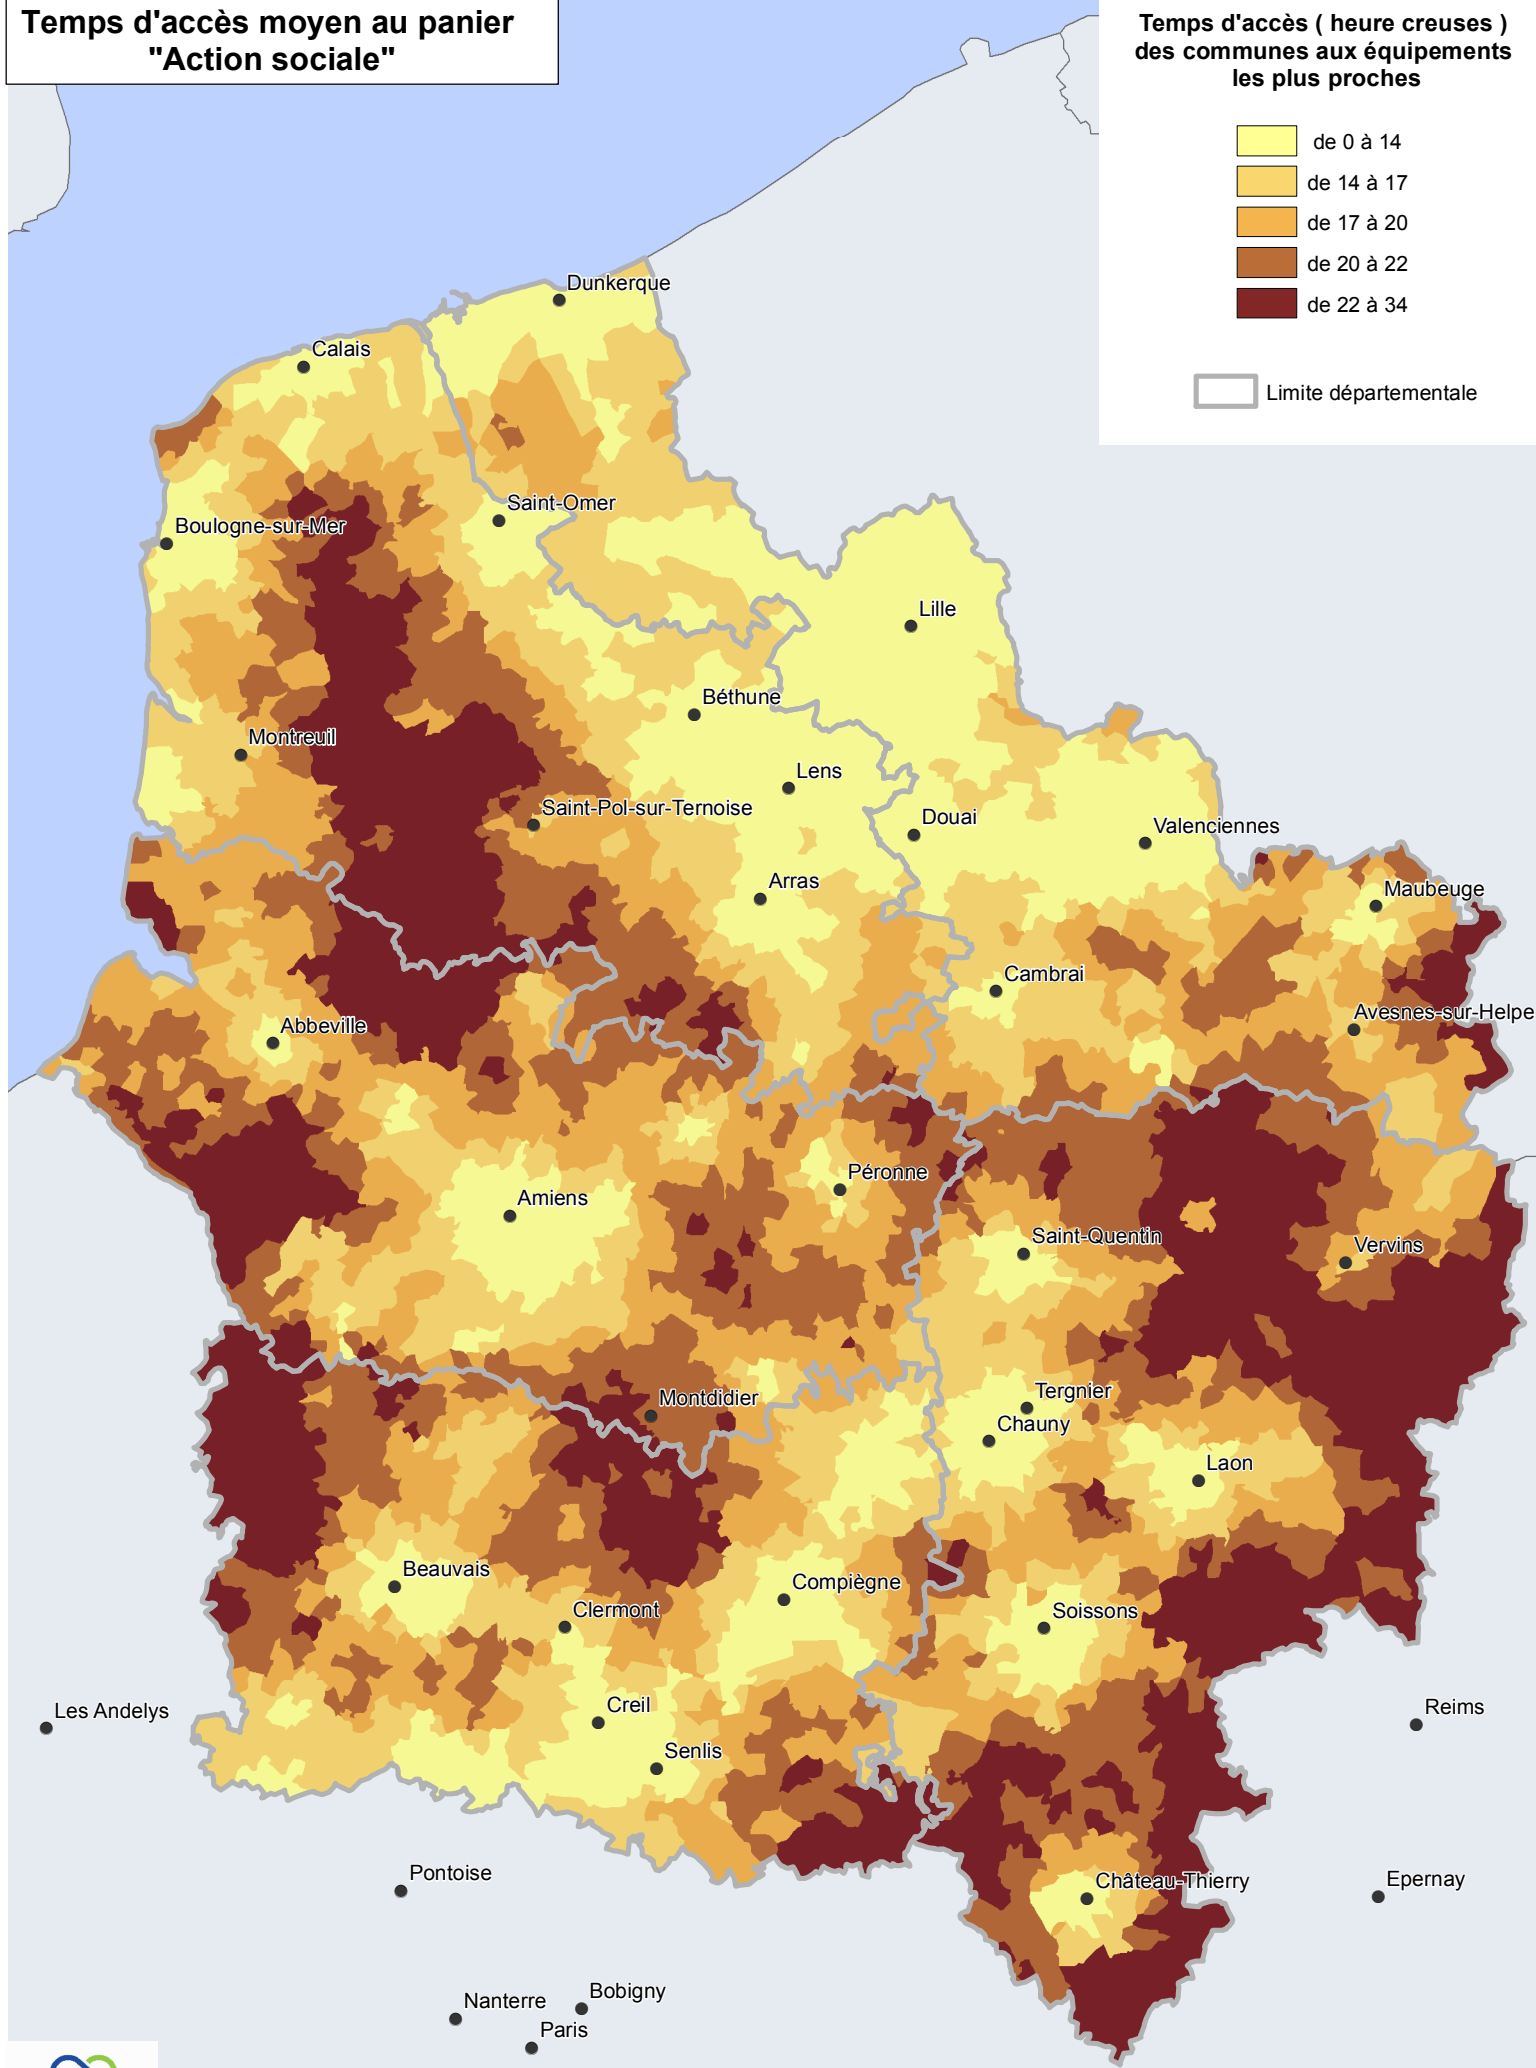 Temps d'accès moyen au panier
"Action sociale"
Temps d'accès ( heure creuses )
des communes aux équipements
les plus proches
de 0 à 14
de 14 à 17
de 17 à 20
de 20 à 22
de 22 à 34
Limite départementale
Dunkerque
Calais
Saint-Omer
Boulogne-sur-Mer
Lille
Béthune
Montreuil
Lens
Saint-Pol-sur-Ternoise
Douai
Valenciennes
Arras
Maubeuge
Cambrai
Avesnes-sur-Helpe
Abbeville
Péronne
Amiens
Saint-Quentin
Vervins
Tergnier
Montdidier
Chauny
Laon
Beauvais
Compiègne
Clermont
Soissons
Creil
Les Andelys
Reims
Senlis
Pontoise
Château-Thierry
Epernay
Bobigny
Nanterre
Paris